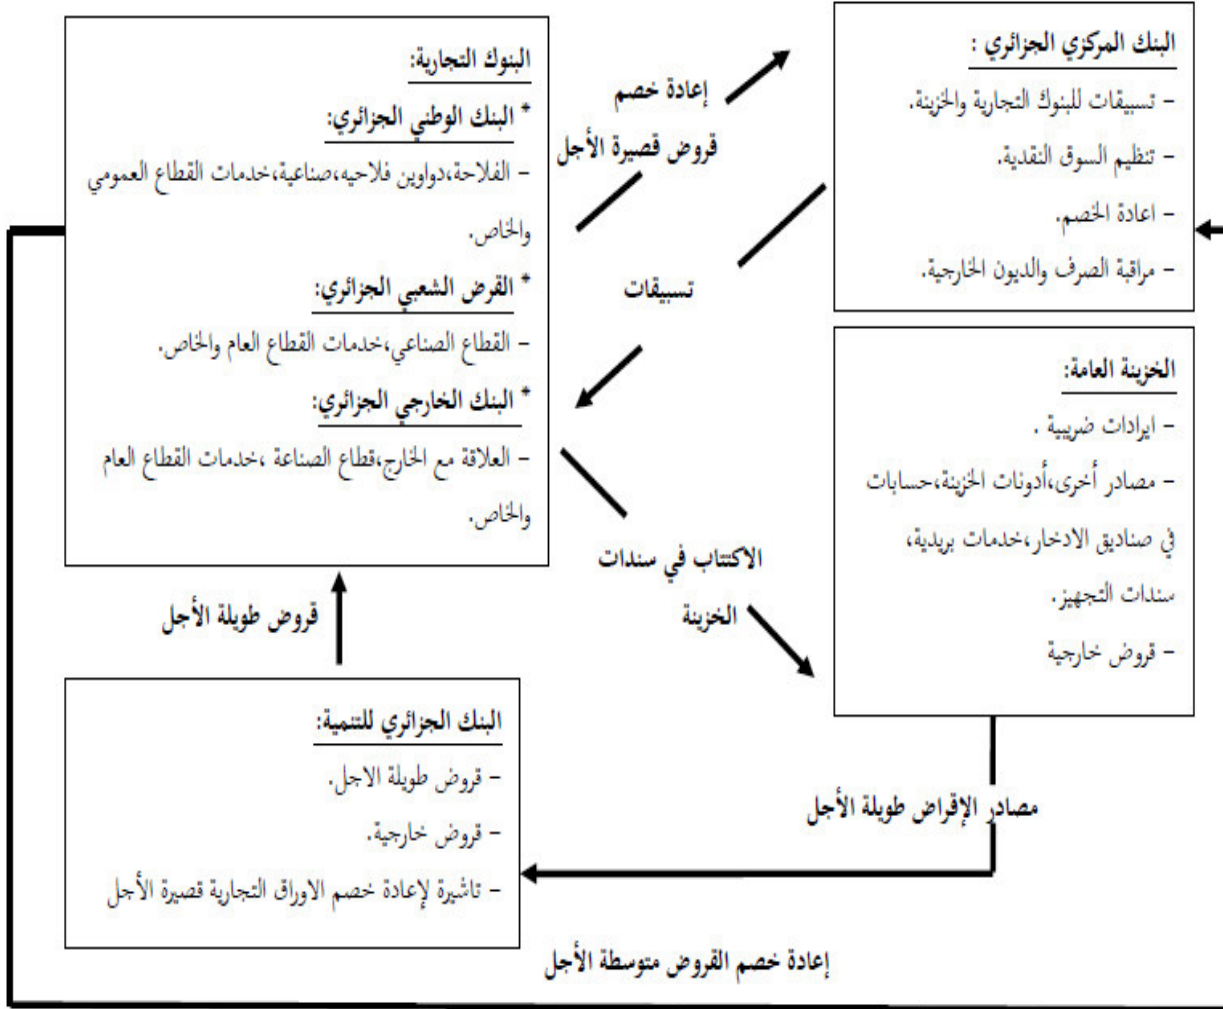 البنك المركزي الجزائري :
- تسبيقات للبنوك التجارية والخزينة.
- تنظيم السوق النقدية.
- اعادة الخصم.
- مراقبة الصرف والديون الخارجية.
إعادة خصم
قروض قصيرة الأجل
تسبيقات
البنوك التجارية:
* البنك الوطني الجزائري:
- الفلاحة،دواوين فلاحيه،صناعية،خدمات القطاع العمومي
والخاص.
* القرض الشعبي الجزائري:
- القطاع الصناعي،خدمات القطاع العام والخاص.
* البنك الخارجي الجزائري:
- العلاقة مع الخارج،قطاع الصناعة ،خدمات القطاع العام
والخاص.
الخزينة العامة:
- ايرادات ضريبية .
- مصادر أخرى،أدونات الخزينة،حسابات
في صناديق الادخار،خدمات بريدية،
سندات التجهيز.
- قروض خارجية
الاكتتاب في سندات
الخزينة
قروض طويلة الأجل
البنك الجزائري للتنمية:
- قروض طويلة الاجل.
- قروض خارجية.
- تاشيرة لإعادة خصم الاوراق التجارية قصيرة الأجل
مصادر الإقراض طويلة الأجل
إعادة خصم القروض متوسطة الأجل